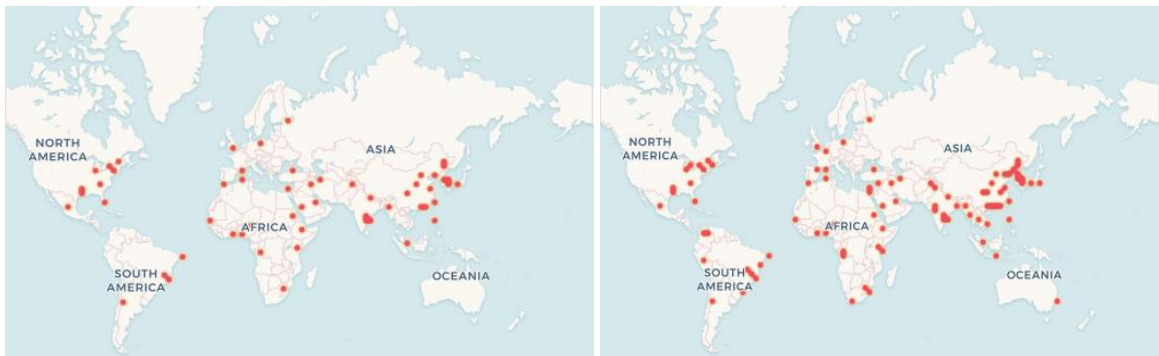 NORTH
AMERICA
ASIA
AFRICA
SOUTH
AMERICA
OCEANIA
NORTH
AMERICA
ASIA
AFRICA
SOUTH
AMERICA
OCEANIA